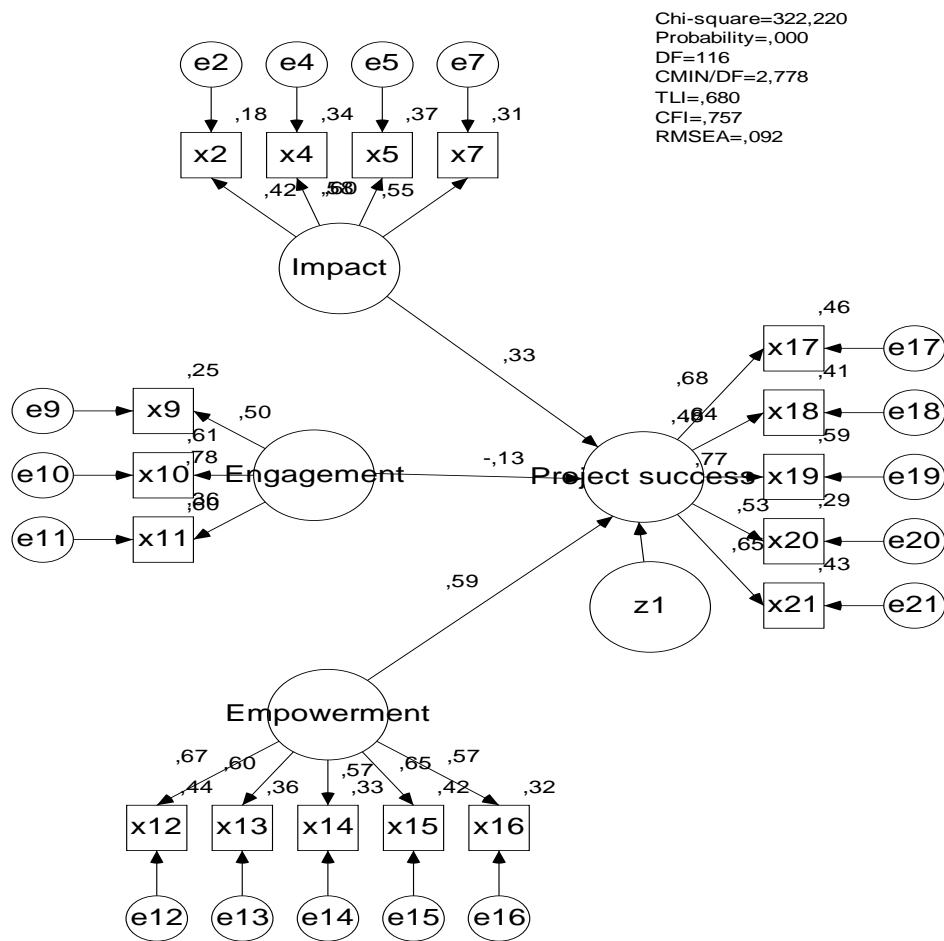 Chi-square=322,220
Probability=,000
DF=116
CMIN/DF=2,778
TLI=,680
CFI=,757
RMSEA=,092
e2 e4 e5 e7
,18 ,34 ,37 ,31
x2 x4 x5 x7
,42 ,55
Impact
,33
,46
x17 e17
,68
,41
,64
x18 e18
,59
,77
x19 e19
,29
,53
x20 e20
,43
,65
x21 e21
Project success
z1
,25
e9 x9
,50
,61
e10 x10
,78
Engagement
-,13
,36
e11 x11
,60
,59
Empowerment
,67 ,60 ,57 ,65 ,57
,44 ,36 ,33 ,42 ,32
x12 x13 x14 x15 x16
e12 e13 e14 e15 e16